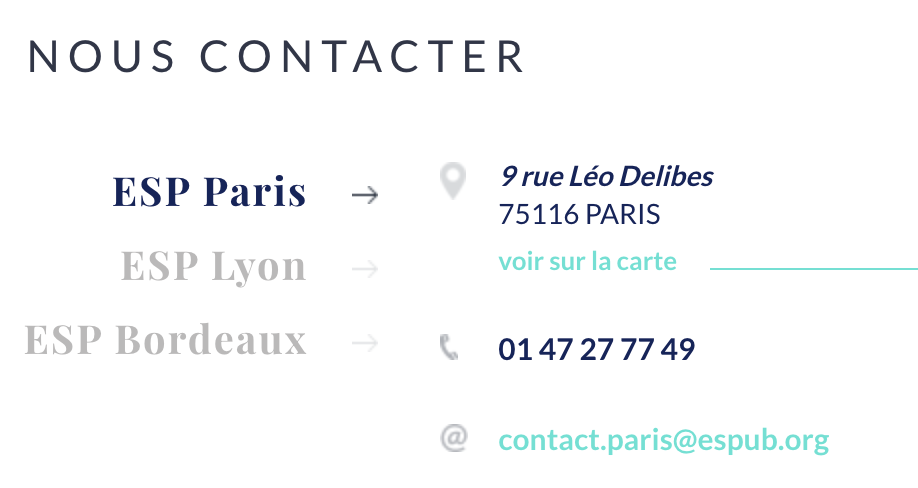 NOUS CONTACTER
ESP Paris →
ESP Lyon →
ESP Bordeaux →
9 rue Léo Delibes
75116 PARIS
voir sur la carte
01 47 27 77 49
@ contact.paris@espub.org